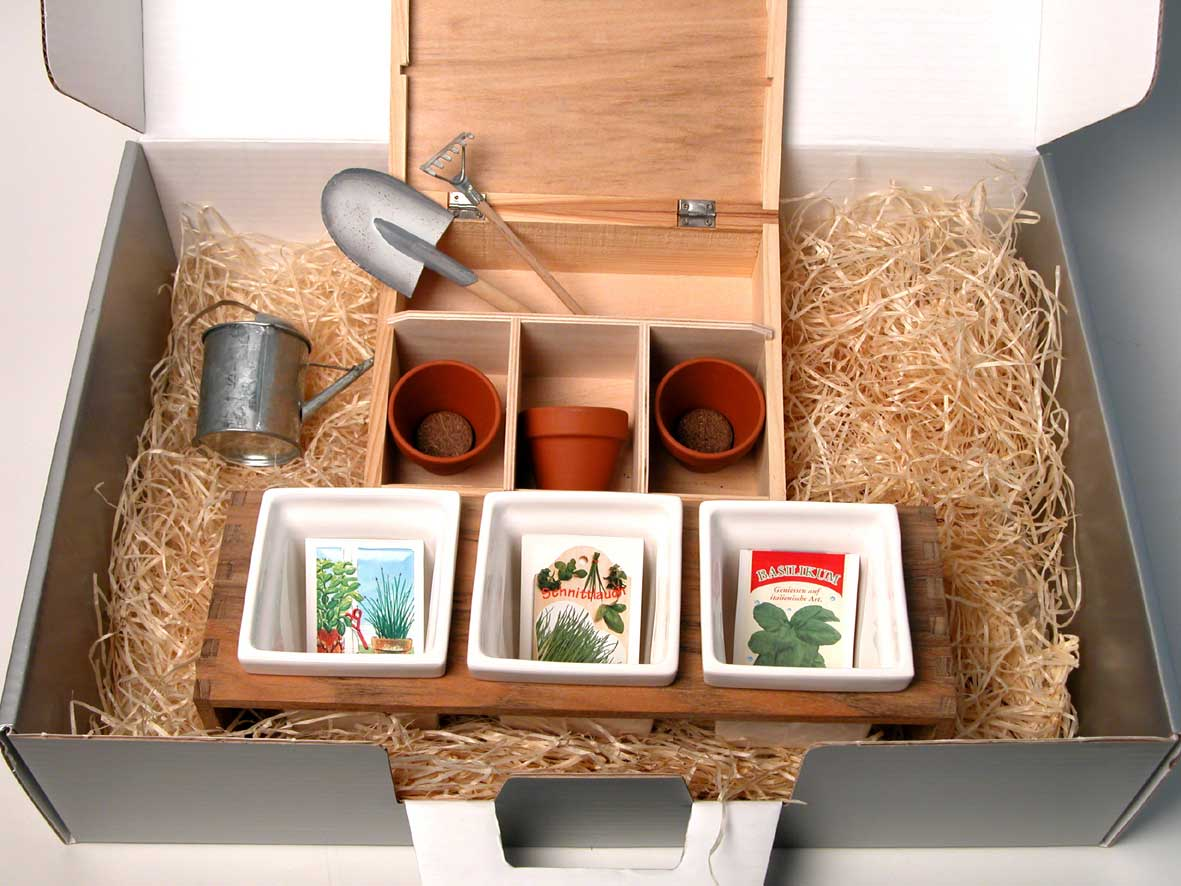 Schnittlauch
BASILIKUM
Geniessen auf
italienische Art.